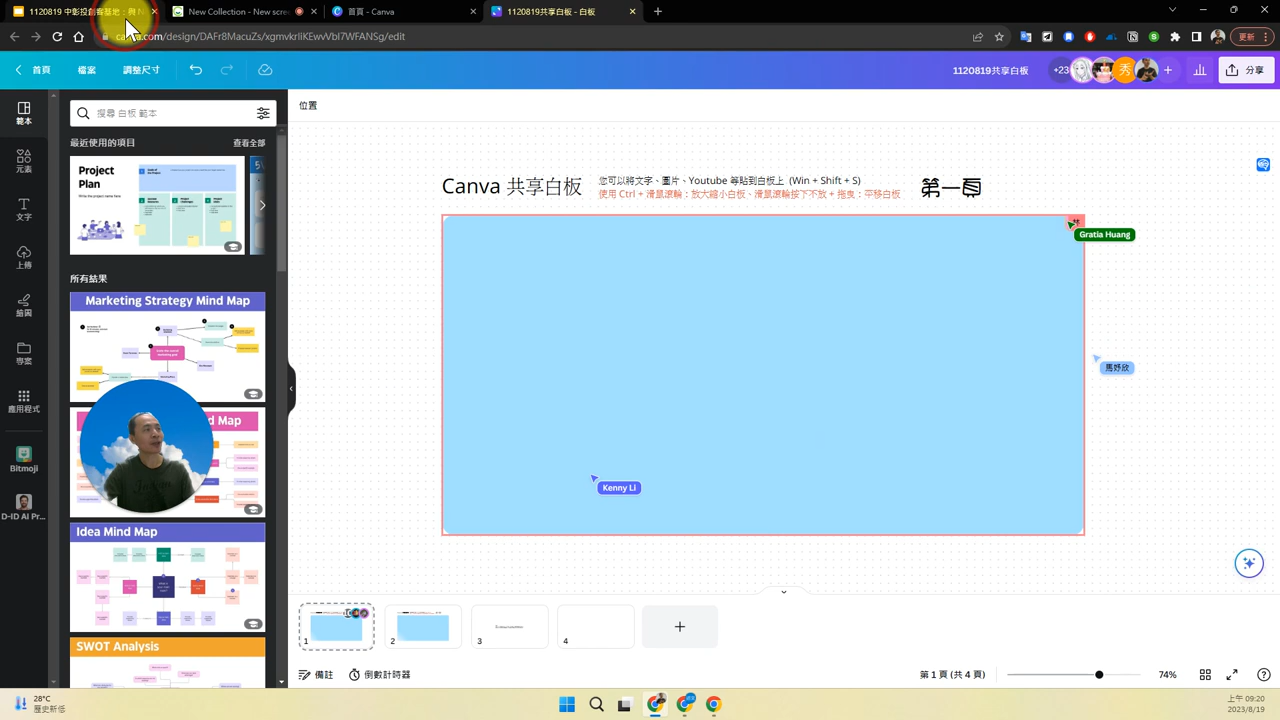 1120819 中彰投創客基地：與 N
New Collection - New scre
首頁 - Canva
1120819共享白板 - 白板
.com/design/DAFr8MacuZs/xgmvkrIiKEwvVbI7WFANSg/edit
更新
首頁
檔案
調整尺寸
1120819共享白板
+23
秀
分享
範本
元素
文字
上傳
繪圖
專案
應用程式
Bitmoji
D-ID AI Pr...
搜尋 白板 範本
最近使用的項目
查看全部
Project
Plan
所有結果
Marketing Strategy Mind Map
d Map
Idea Mind Map
SWOT Analysis
位置
Canva 共享白板
您可以將文字、圖片、Youtube 等貼到白板上 (Win + Shift + S)
使用 Ctrl + 滑鼠滾輪：放大縮小白板、滑鼠滾輪按下不放 + 拖曳：平移白板
第一頁
Gratia Huang
馬妤欣
Kenny Li
1
2
3
4
備註
倒數計時器
第 1 頁 (共 4 頁)
74%
28°C
歷史新低
上午 09:20
2023/8/19